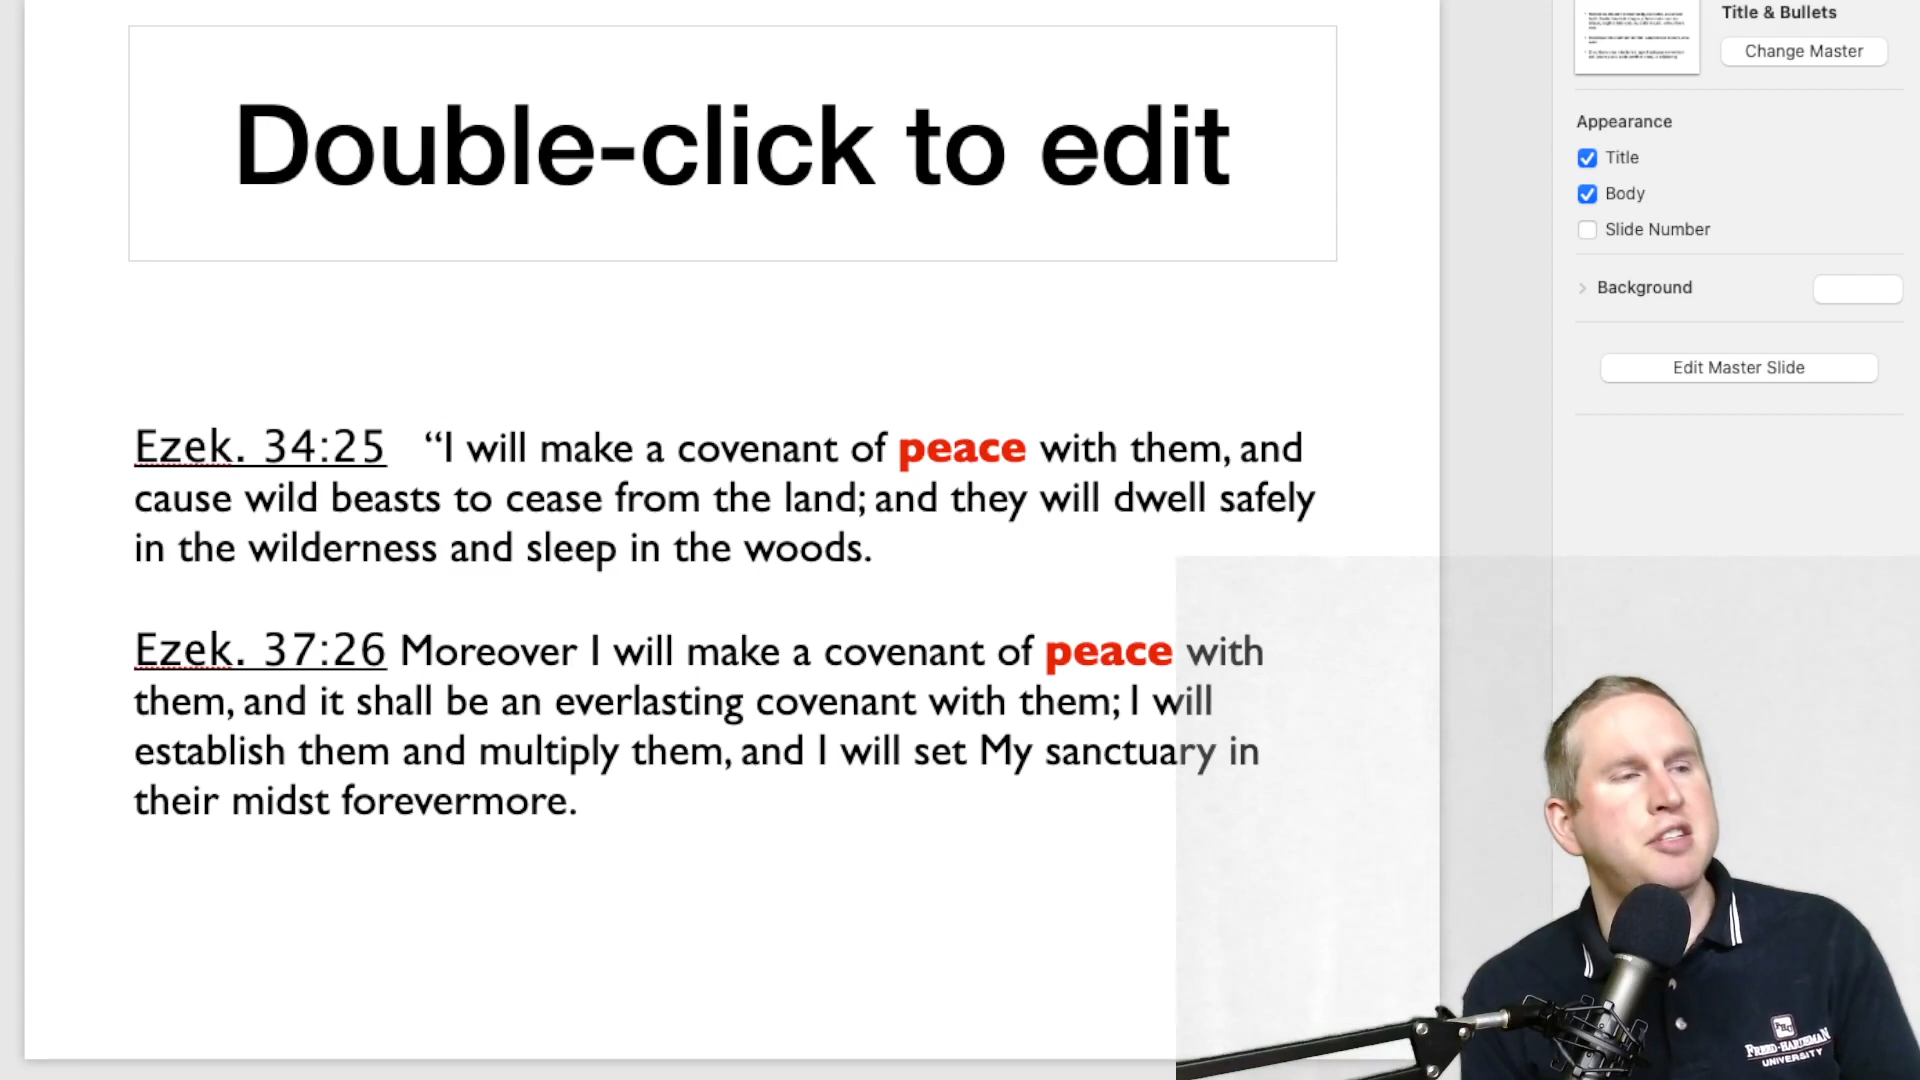 Title & Bullets
Change Master
Double-click to edit
Appearance
Title
Body
Slide Number
Background
Edit Master Slide
Ezek. 34:25 “I will make a covenant of peace with them, and
cause wild beasts to cease from the land; and they will dwell safely
in the wilderness and sleep in the woods.
Ezek. 37:26 Moreover I will make a covenant of peace with
them, and it shall be an everlasting covenant with them; I will
establish them and multiply them, and I will set My sanctuary in
their midst forevermore.
FHU
FREED-HARDEMAN
UNIVERSITY